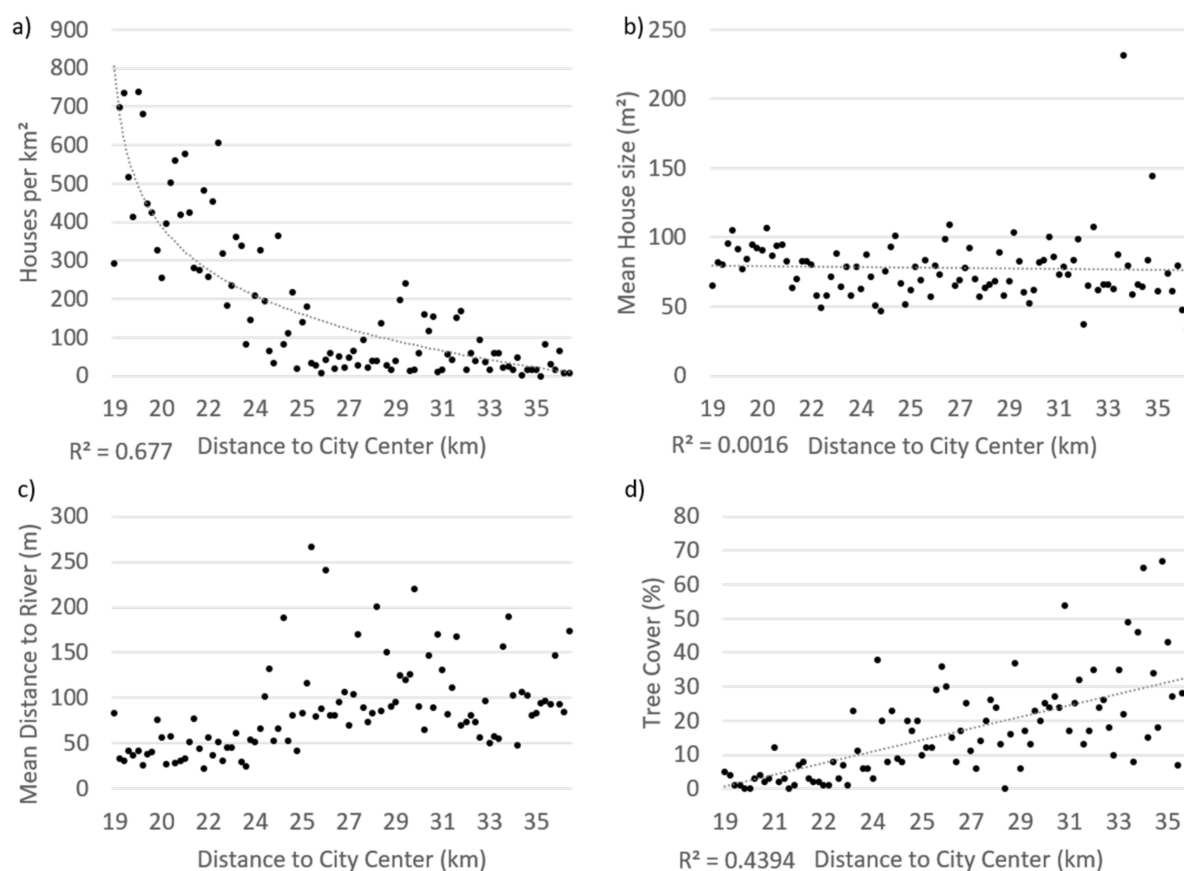 a)
Houses per km²
900
800
700
600
500
400
300
200
100
0
19 20 22 24 25 27 29 31 33 35
R² = 0.677 Distance to City Center (km)
b)
Mean House size (m²)
250
200
150
100
50
0
19 20 22 24 25 27 29 31 33 35
R² = 0.0016 Distance to City Center (km)
c)
Mean Distance to River (m)
300
250
200
150
100
50
0
19 20 22 24 25 27 29 31 33 35
Distance to City Center (km)
d)
Tree Cover (%)
80
70
60
50
40
30
20
10
0
19 21 22 24 25 27 29 31 33 35
R² = 0.4394 Distance to City Center (km)